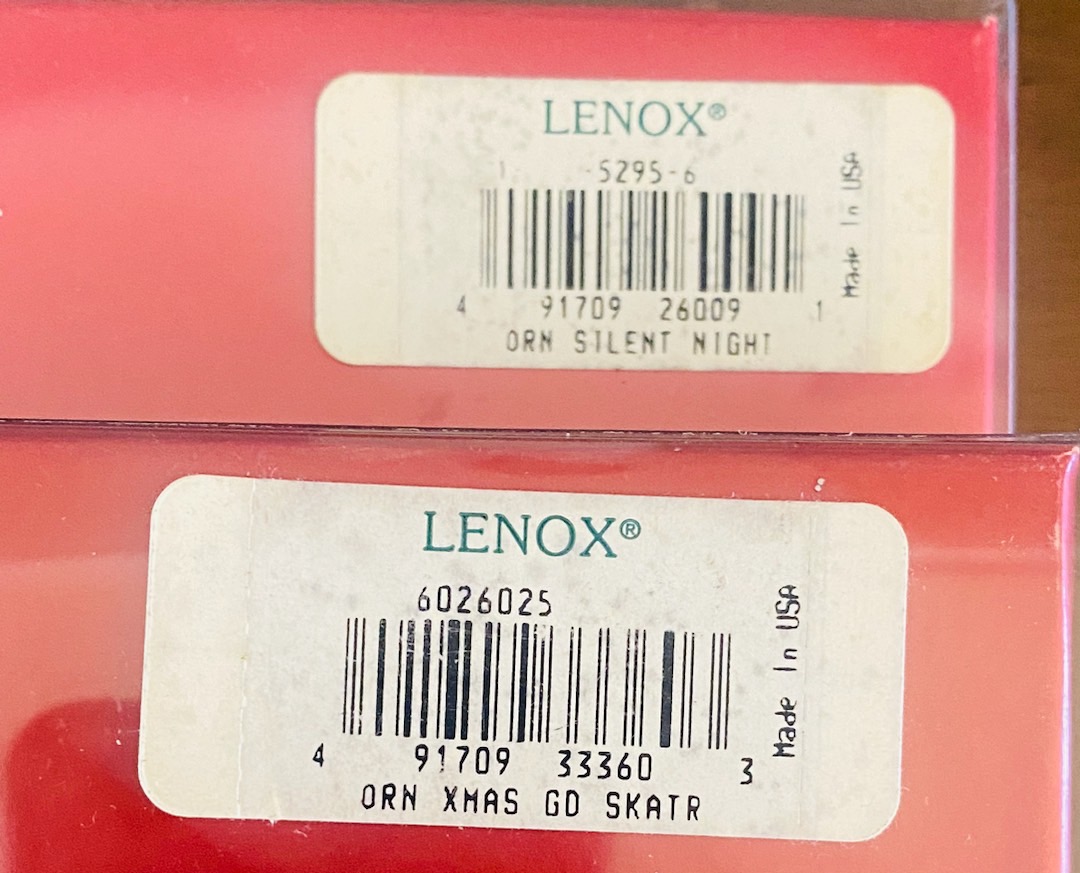 LENOX®
1 -5295-6
4 91709 26009 1
ORN SILENT NIGHT
Made In USA
LENOX®
6026025
4 91709 33360 3
ORN XMAS GD SKATR
Made In USA